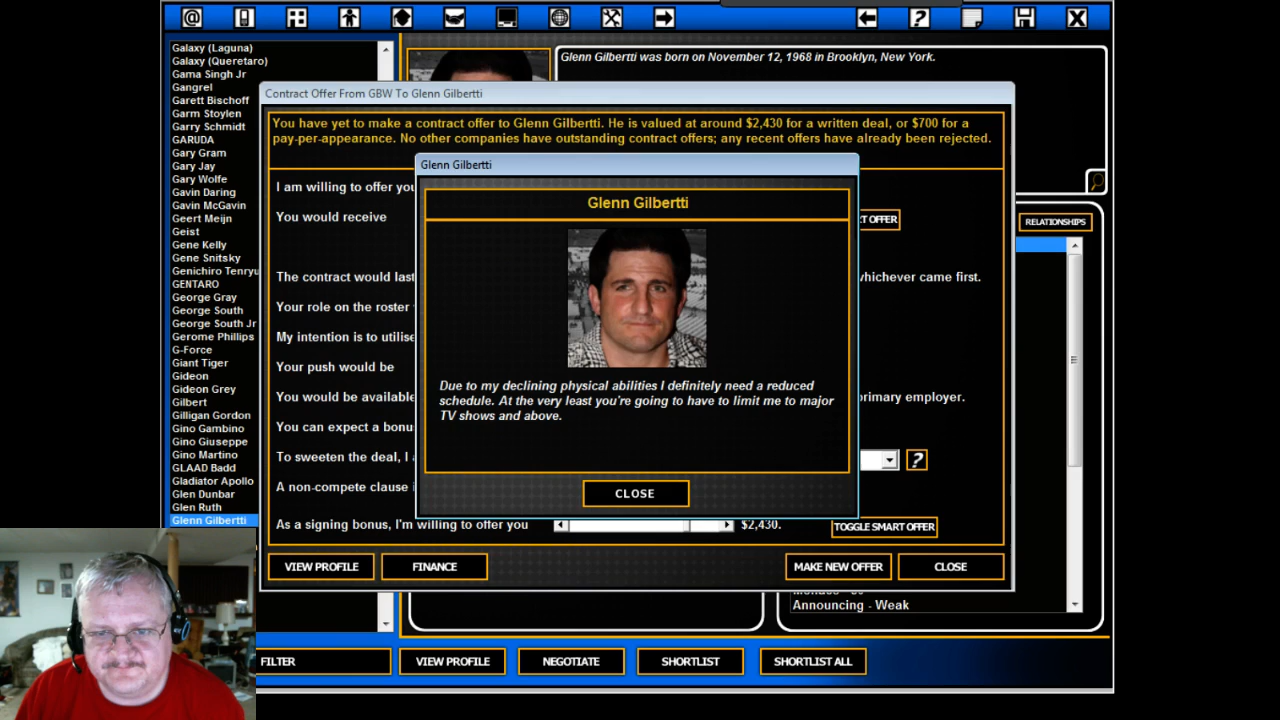 Galaxy (Laguna)
Galaxy (Queretaro)
Gama Singh Jr
Gangrel
Garett Bischoff
Garm Stoylen
Garry Schmidt
GARUDA
Gary Gram
Gary Jay
Gary Wolfe
Gavin Daring
Gavin McGavin
Geert Meijn
Geist
Gene Kelly
Gene Snitsky
Genichiro Tenryu
GENTARO
George Gray
George South
George South Jr
Gerome Phillips
G-Force
Giant Tiger
Gideon
Gideon Grey
Gilbert
Gilligan Gordon
Gino Gambino
Gino Giuseppe
Gino Martino
GLAAD Badd
Gladiator Apollo
Glen Dunbar
Glen Ruth
Glenn Gilbertti
Glenn Gilbertti was born on November 12, 1968 in Brooklyn, New York.
Contract Offer From GBW To Glenn Gilbertti
You have yet to make a contract offer to Glenn Gilbertti. He is valued at around $2,430 for a written deal, or $700 for a
pay-per-appearance. No other companies have outstanding contract offers; any recent offers have already been rejected.
I am willing to offer you
You would receive
T OFFER
The contract would last
whichever came first.
Your role on the roster
My intention is to utilise
Your push would be
You would be available
primary employer.
You can expect a bonu
To sweeten the deal, I
?
A non-compete clause i
As a signing bonus, I'm willing to offer you
$2,430.
TOGGLE SMART OFFER
VIEW PROFILE
FINANCE
MAKE NEW OFFER
CLOSE
Glenn Gilbertti
Glenn Gilbertti
Due to my declining physical abilities I definitely need a reduced
schedule. At the very least you're going to have to limit me to major
TV shows and above.
CLOSE
RELATIONSHIPS
Announcing - Weak
FILTER
VIEW PROFILE
NEGOTIATE
SHORTLIST
SHORTLIST ALL